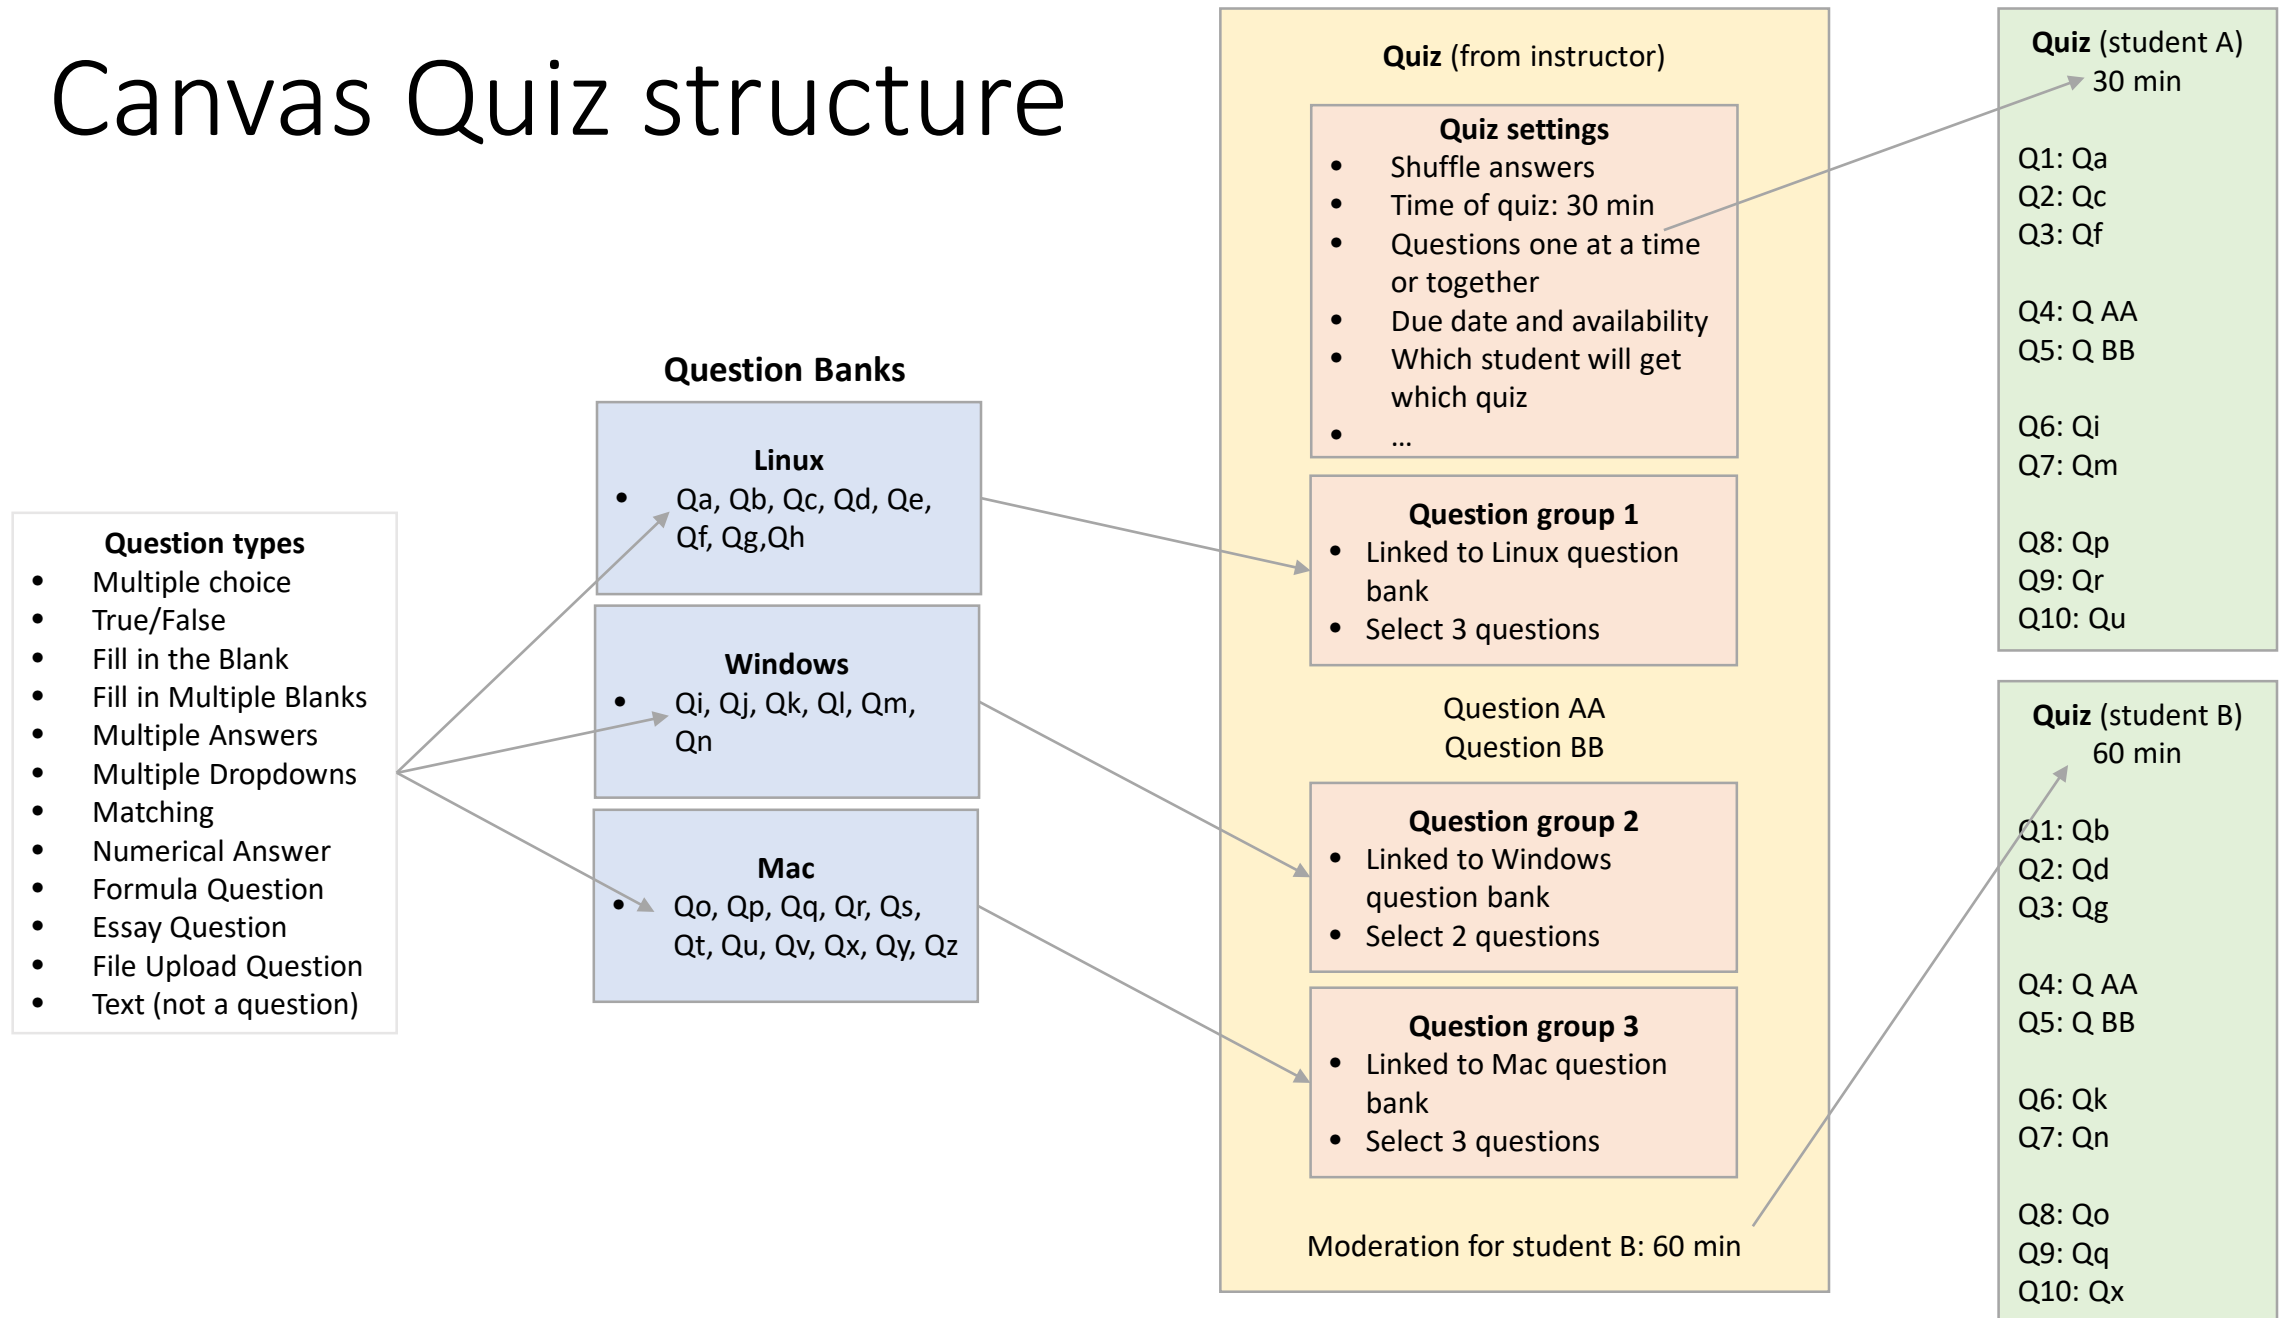 Canvas Quiz structure
Question types
• Multiple choice
• True/False
• Fill in the Blank
• Fill in Multiple Blanks
• Multiple Answers
• Multiple Dropdowns
• Matching
• Numerical Answer
• Formula Question
• Essay Question
• File Upload Question
• Text (not a question)
Question Banks
Linux
• Qa, Qb, Qc, Qd, Qe,
Qf, Qg,Qh
Windows
• Qi, Qj, Qk, Ql, Qm,
Qn
Mac
• Qo, Qp, Qq, Qr, Qs,
Qt, Qu, Qv, Qx, Qy, Qz
Quiz (from instructor)
Quiz settings
• Shuffle answers
• Time of quiz: 30 min
• Questions one at a time
or together
• Due date and availability
• Which student will get
which quiz
• ...
Question group 1
• Linked to Linux question
bank
• Select 3 questions
Question AA
Question BB
Question group 2
• Linked to Windows
question bank
• Select 2 questions
Question group 3
• Linked to Mac question
bank
• Select 3 questions
Moderation for student B: 60 min
Quiz (student A)
30 min
Q1: Qa
Q2: Qc
Q3: Qf
Q4: Q AA
Q5: Q BB
Q6: Qi
Q7: Qm
Q8: Qp
Q9: Qr
Q10: Qu
Quiz (student B)
60 min
Q1: Qb
Q2: Qd
Q3: Qg
Q4: Q AA
Q5: Q BB
Q6: Qk
Q7: Qn
Q8: Qo
Q9: Qq
Q10: Qx